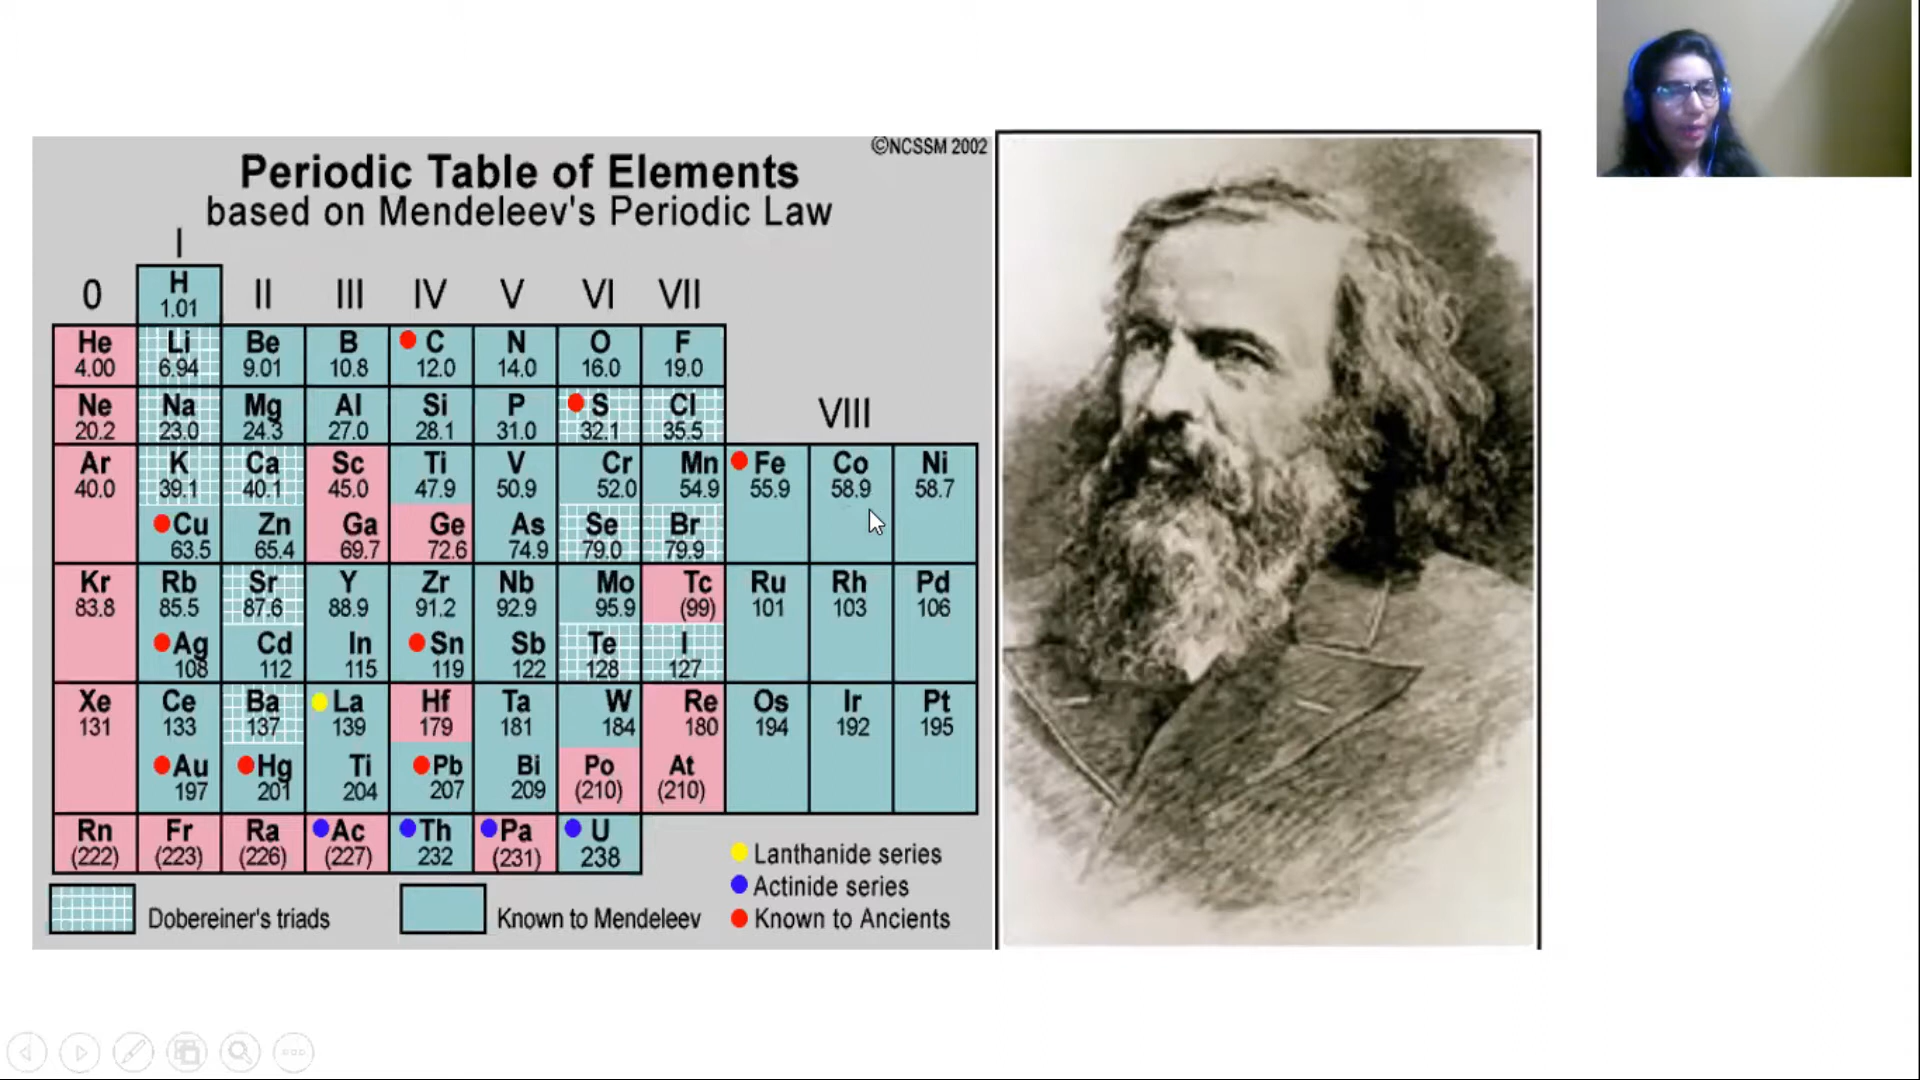 ©NCSSM 2002
Periodic Table of Elements
based on Mendeleev's Periodic Law
I
0 H II III IV V VI VII
1.01
He Li Be B C N O F
4.00 6.94 9.01 10.8 12.0 14.0 16.0 19.0
Ne Na Mg Al Si P S Cl VIII
20.2 23.0 24.3 27.0 28.1 31.0 32.1 35.5
Ar K Ca Sc Ti V Cr Mn Fe Co Ni
40.0 39.1 40.1 45.0 47.9 50.9 52.0 54.9 55.9 58.9 58.7
Cu Zn Ga Ge As Se Br
63.5 65.4 69.7 72.6 74.9 79.0 79.9
Kr Rb Sr Y Zr Nb Mo Tc Ru Rh Pd
83.8 85.5 87.6 88.9 91.2 92.9 95.9 (99) 101 103 106
Ag Cd In Sn Sb Te I
108 112 115 119 122 128 127
Xe Ce Ba La Hf Ta W Re Os Ir Pt
131 133 137 139 179 181 184 180 194 192 195
Au Hg Ti Pb Bi Po At
197 201 204 207 209 (210) (210)
Rn Fr Ra Ac Th Pa U
(222) (223) (226) (227) 232 (231) 238
Lanthanide series
Actinide series
Dobereiner's triads Known to Mendeleev Known to Ancients